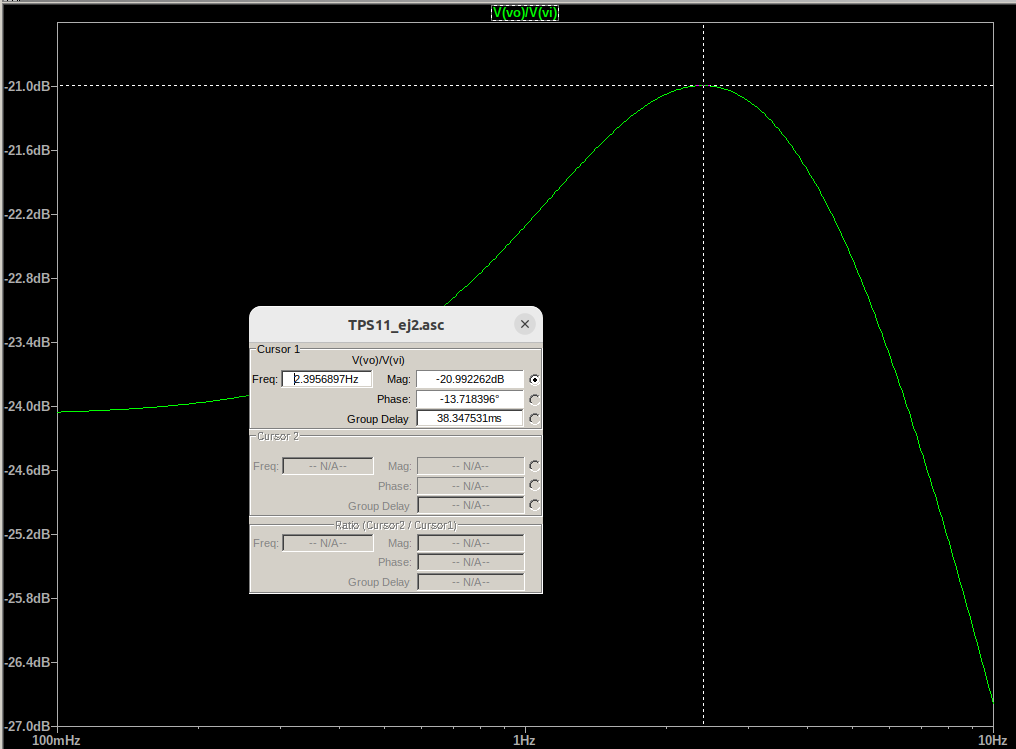 V(vo)/V(vi)
-21.0dB
-21.6dB
-22.2dB
-22.8dB
-23.4dB
-24.0dB
-24.6dB
-25.2dB
-25.8dB
-26.4dB
-27.0dB
100mHz 1Hz 10Hz
TPS11_ej2.asc
Cursor 1
V(vo)/V(vi)
Freq: 2.3956897Hz Mag: -20.992262dB
Phase: -13.718396°
Group Delay 38.347531ms
Cursor 2
Freq: -- N/A-- Mag: -- N/A--
Phase: -- N/A--
Group Delay -- N/A--
Ratio (Cursor2 / Cursor1)
Freq: -- N/A-- Mag: -- N/A--
Phase: -- N/A--
Group Delay -- N/A--